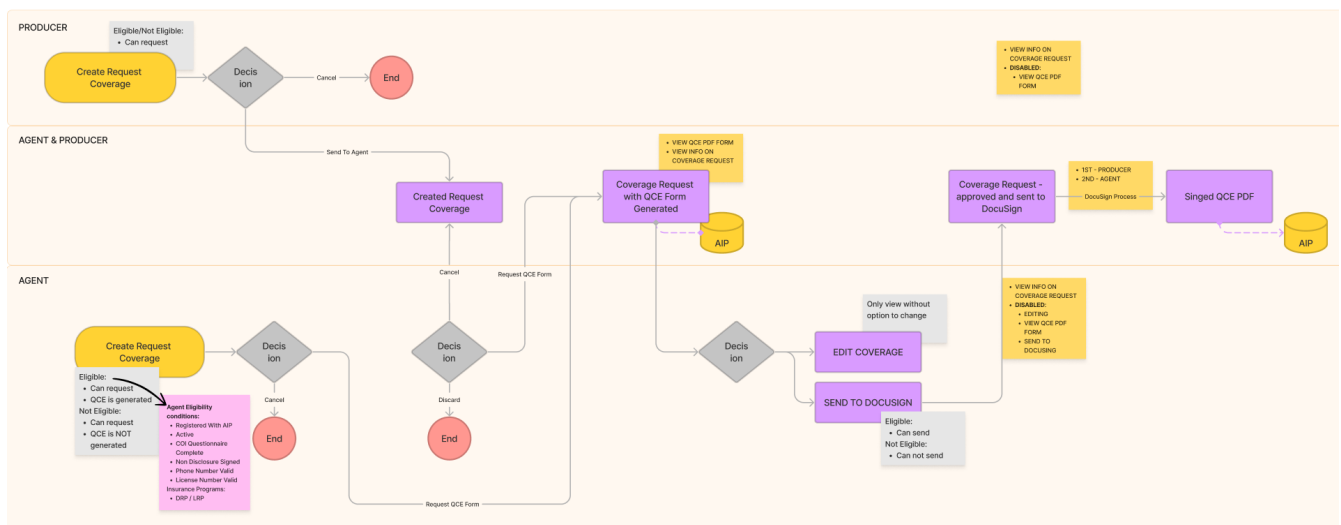 PRODUCER
Eligible/Not Eligible:
• Can request
Create Request
Coverage
Decis
ion
Cancel
End
• VIEW INFO ON
COVERAGE REQUEST
• DISABLED:
• VIEW QCE PDF
FORM
AGENT & PRODUCER
Send To Agent
Created Request
Coverage
• VIEW QCE PDF FORM
• VIEW INFO ON
COVERAGE REQUEST
Coverage Request
with QCE Form
Generated
AIP
Coverage Request -
approved and sent to
DocuSign
• 1ST - PRODUCER
• 2ND - AGENT
DocuSign Process
Singed QCE PDF
AIP
AGENT
Create Request
Coverage
Eligible:
• Can request
• QCE is generated
Not Eligible:
• Can request
• QCE is NOT
generated
Agent Eligibility
conditions:
• Registered With AIP
• Active
• COI Questionnaire
Complete
• Non Disclosure Signed
• Phone Number Valid
• License Number Valid
Insurance Programs:
• DRP / LRP
Decis
ion
Cancel
End
Request QCE Form
Cancel
Decis
ion
Request QCE Form
Discard
End
Decis
ion
Only view without
option to change
EDIT COVERAGE
SEND TO DOCUSIGN
Eligible:
• Can send
Not Eligible:
• Can not send
• VIEW INFO ON
COVERAGE REQUEST
• DISABLED:
• EDITING
• VIEW QCE PDF
FORM
• SEND TO
DOCUSING